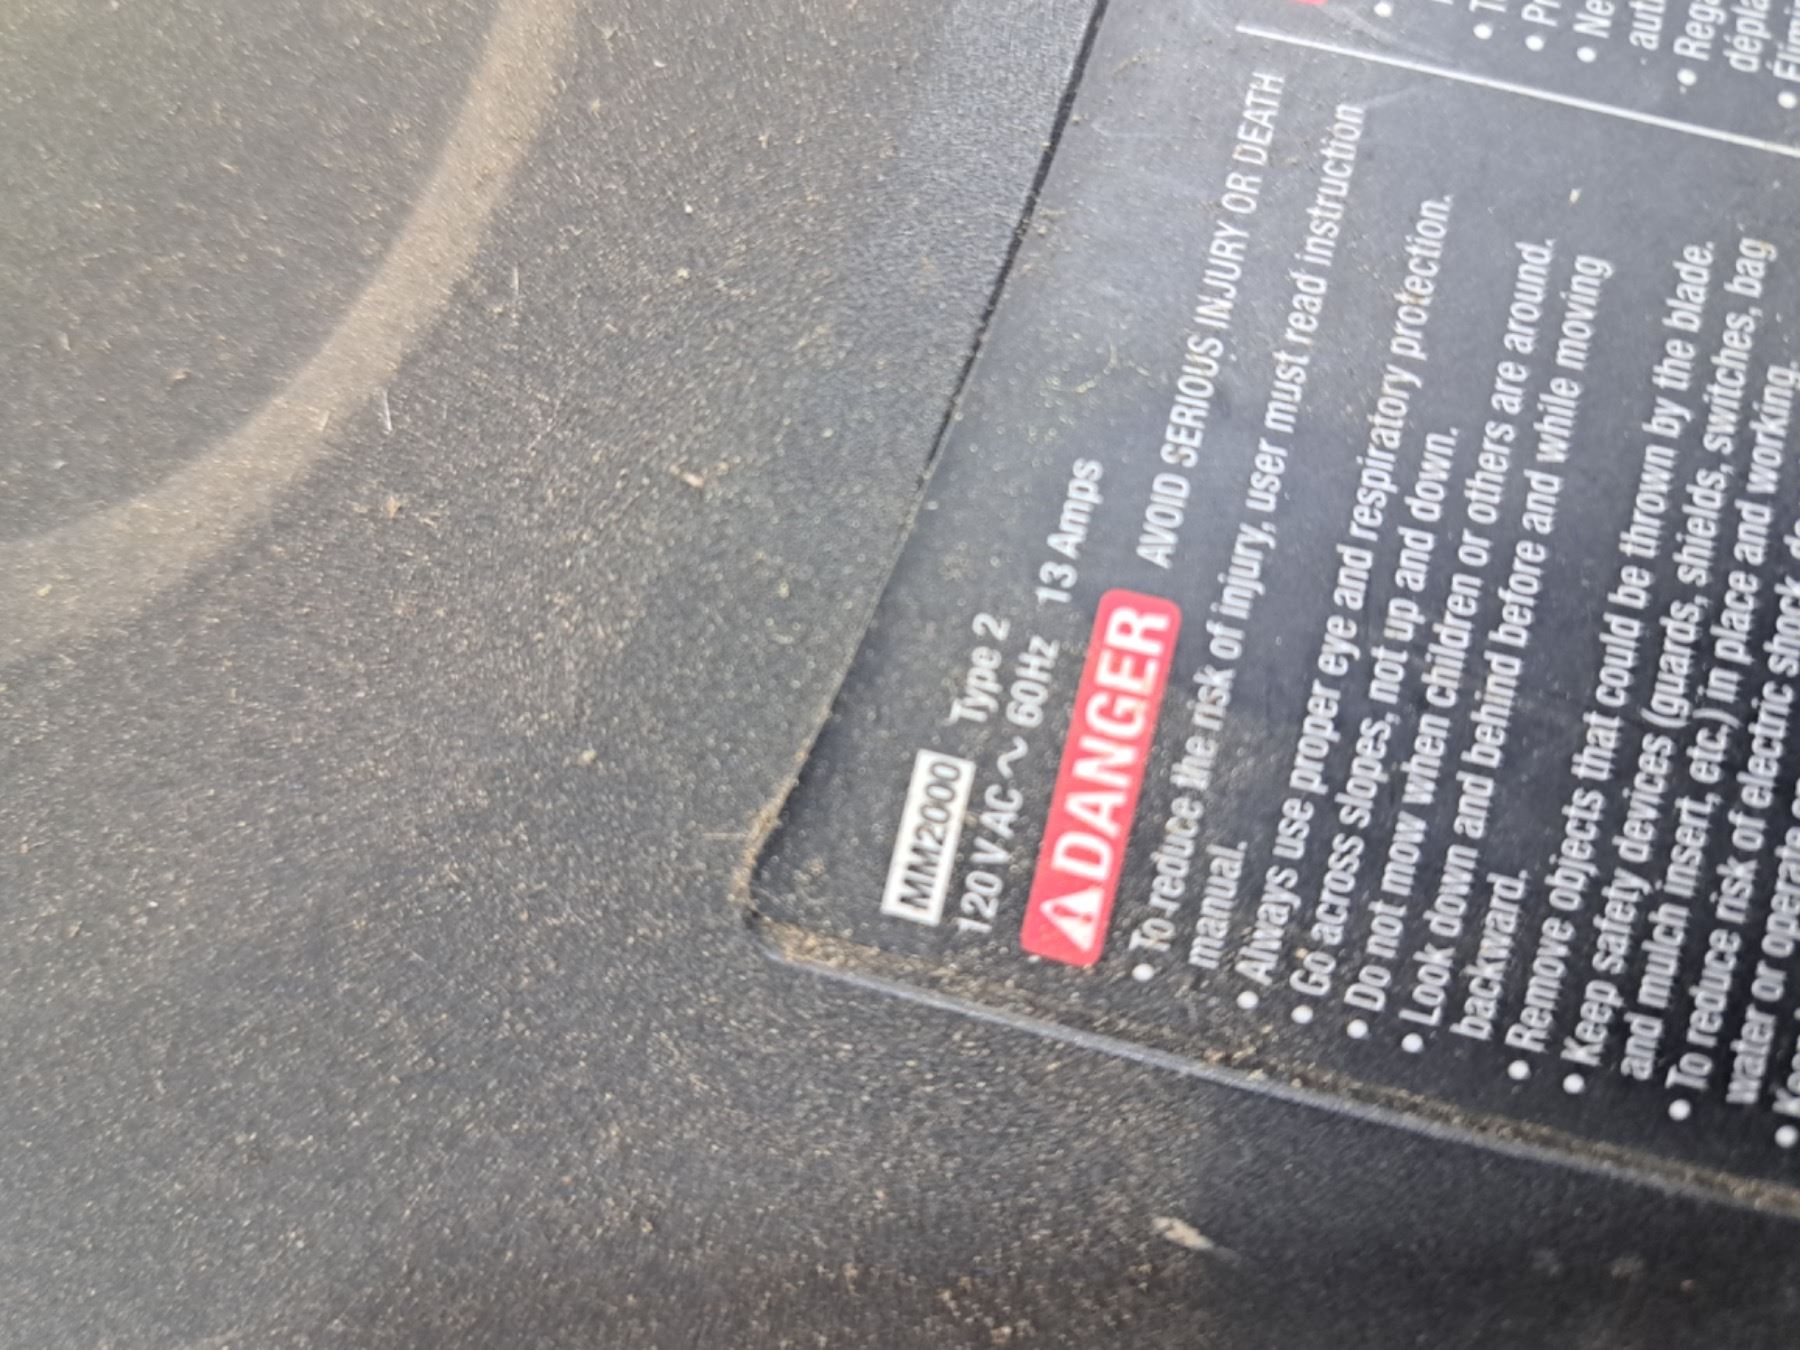 MM2000 Type 2
120 V AC ~ 60Hz 13 Amps
DANGER AVOID SERIOUS INJURY OR DEATH
• To reduce the risk of injury, user must read instruction
manual.
• Always use proper eye and respiratory protection.
• Go across slopes, not up and down.
• Do not mow when children or others are around.
• Look down and behind before and while moving
backward.
• Remove objects that could be thrown by the blade.
• Keep safety devices (guards, shields, switches, bag
and mulch insert, etc.) in place and working.
• To reduce risk of electric shock,
water or operate